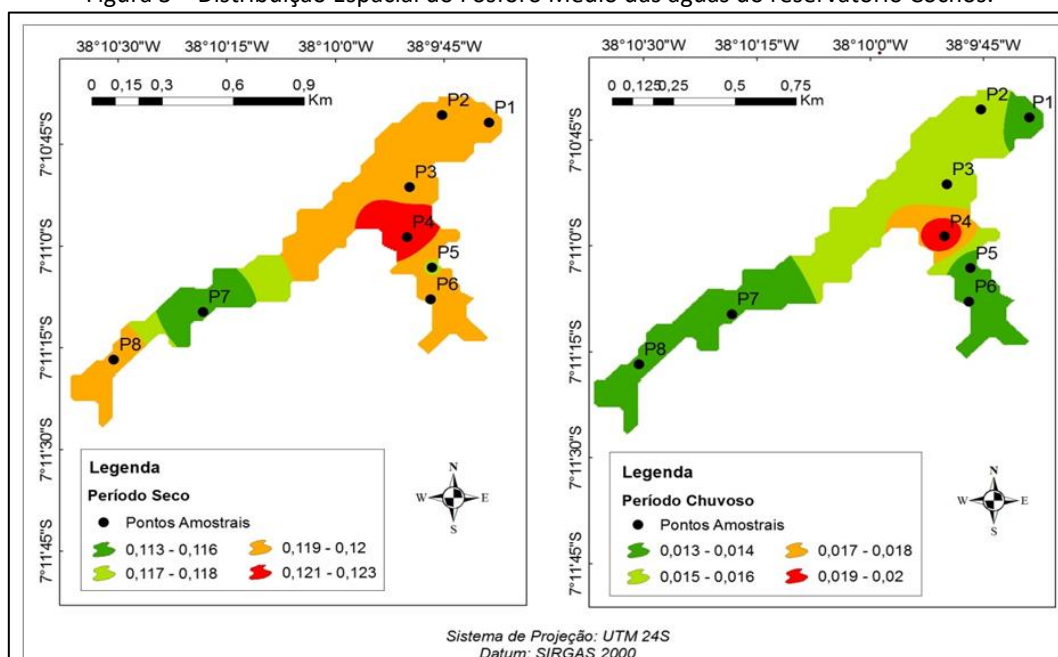 Figura 3 – Distribuição Espacial do Fósforo Médio das águas do reservatório Cochos.
38°10'30"W 38°10'15"W 38°10'0"W 38°9'45"W
0 0,15 0,3 0,6 0,9
Km
7°10'45"S
7°11'0"S
7°11'15"S
7°11'30"S
7°11'45"S
P2
P1
P3
P4
P5
P6
P7
P8
Legenda
Período Seco
Pontos Amostrais
0,113 - 0,116 0,119 - 0,12
0,117 - 0,118 0,121 - 0,123
N
W E
S
38°10'30"W 38°10'15"W 38°10'0"W 38°9'45"W
0 0,125 0,25 0,5 0,75
Km
7°10'45"S
7°11'0"S
7°11'15"S
7°11'30"S
7°11'45"S
P2
P1
P3
P4
P5
P6
P7
P8
Legenda
Período Chuvoso
Pontos Amostrais
0,013 - 0,014 0,017 - 0,018
0,015 - 0,016 0,019 - 0,02
N
W E
S
Sistema de Projeção: UTM 24S
Datum: SIRGAS 2000